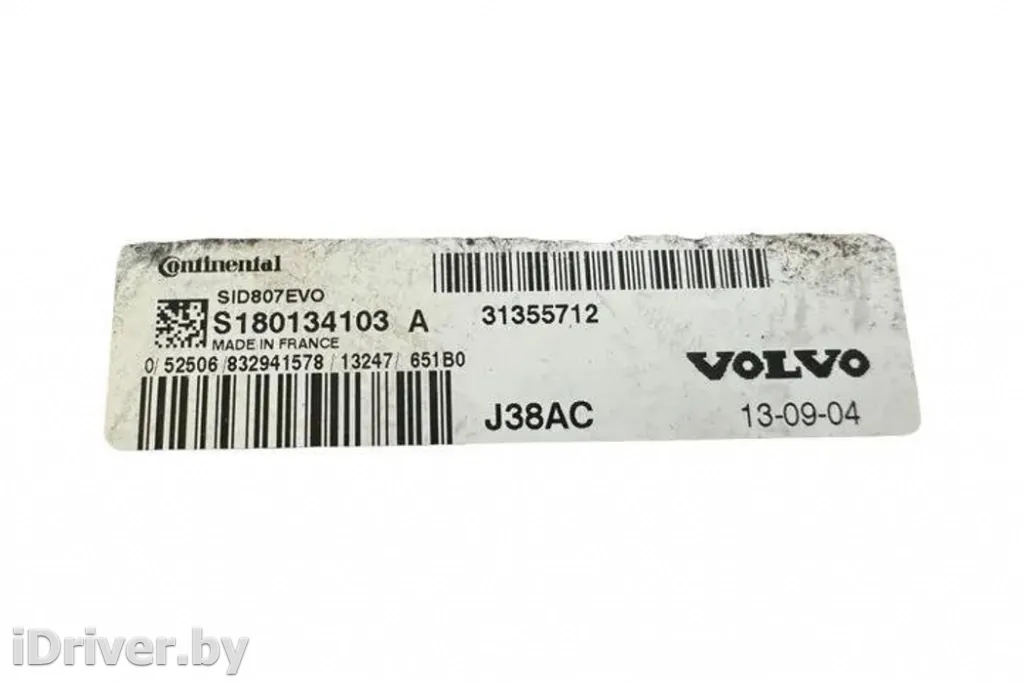 Continental
SID807EVO
S180134103 A
MADE IN FRANCE
0/ 52506 /832941578 / 13247/ 651B0
31355712
VOLVO
J38AC
13-09-04
iDriver.by